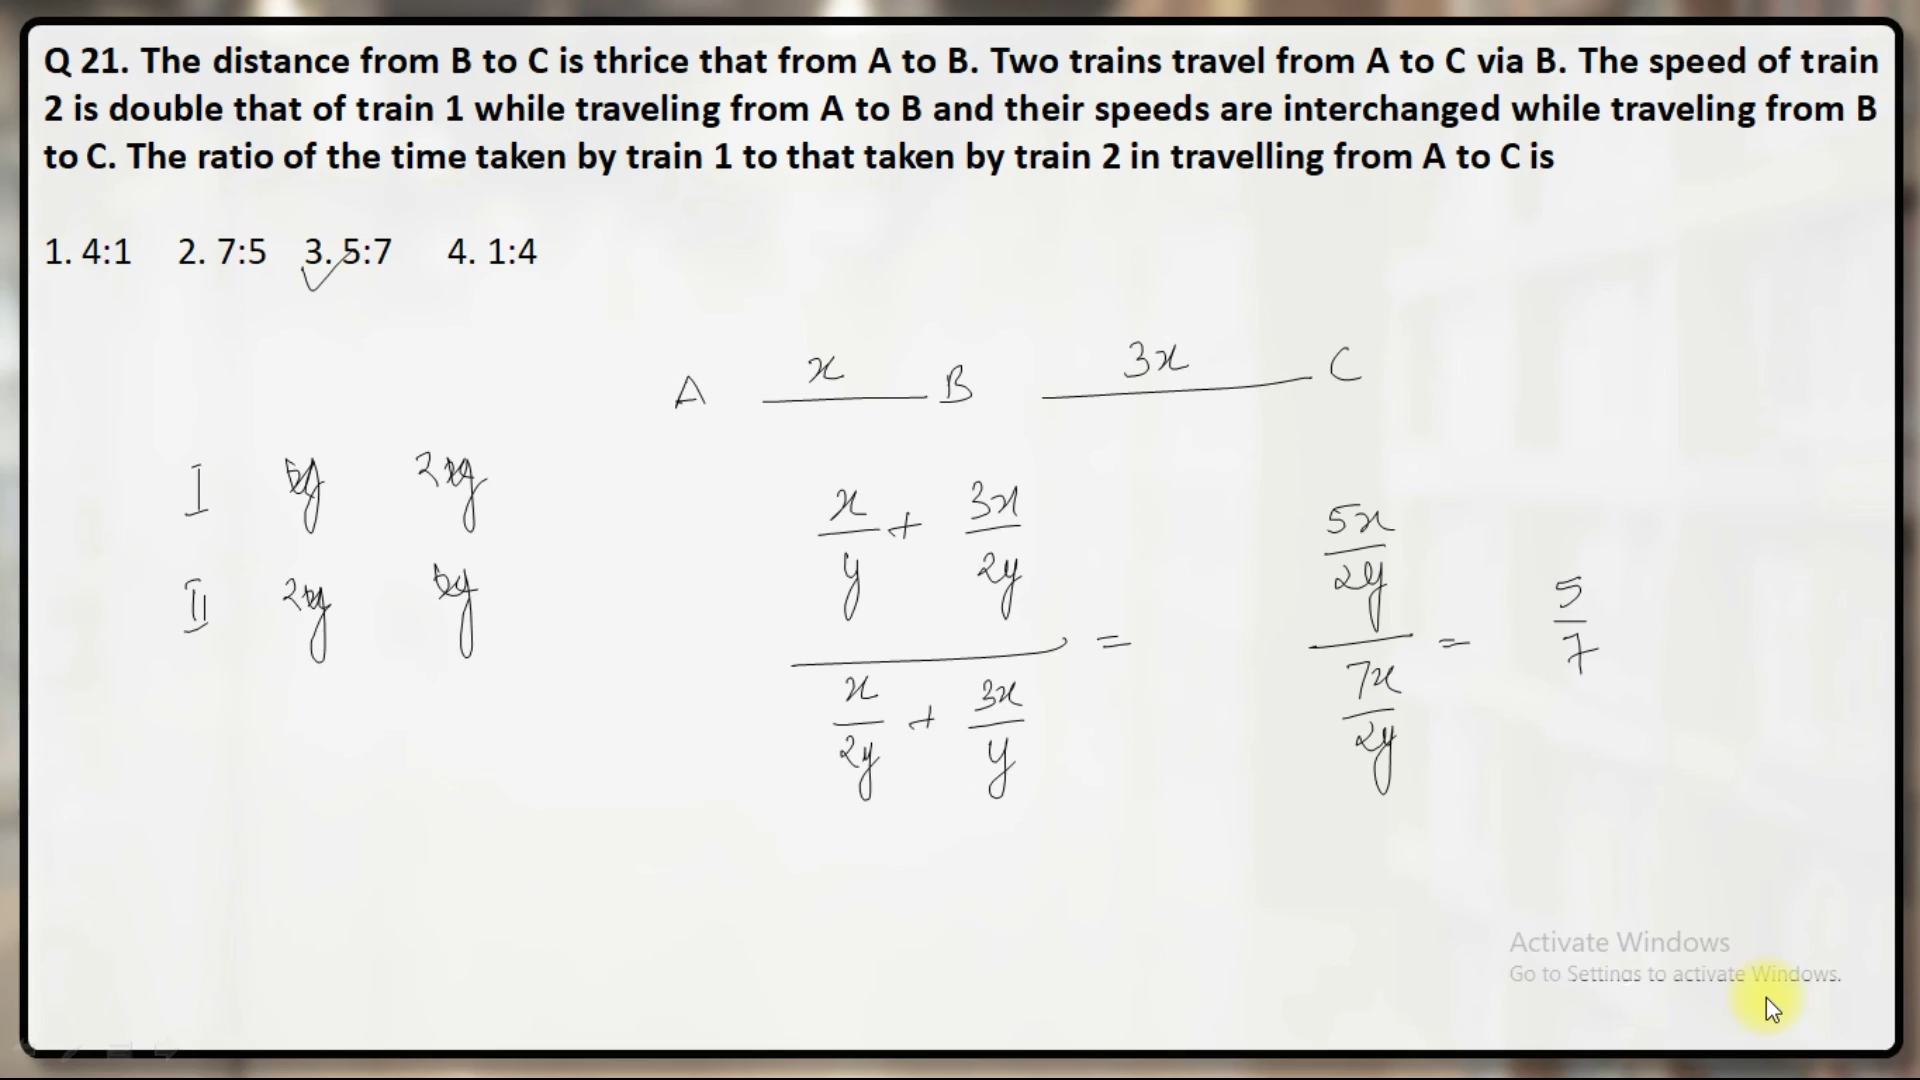 Q 21. The distance from B to C is thrice that from A to B. Two trains travel from A to C via B. The speed of train
2 is double that of train 1 while traveling from A to B and their speeds are interchanged while traveling from B
to C. The ratio of the time taken by train 1 to that taken by train 2 in travelling from A to C is
1. 4:1 2. 7:5 3. 5:7 4. 1:4
A x B 3x C
I y 2y
II 2y y
x/y + 3x/2y
=
x/2y + 3x/y
5x/2y
=
7x/2y
5/7
Activate Windows
Go to Settings to activate Windows.